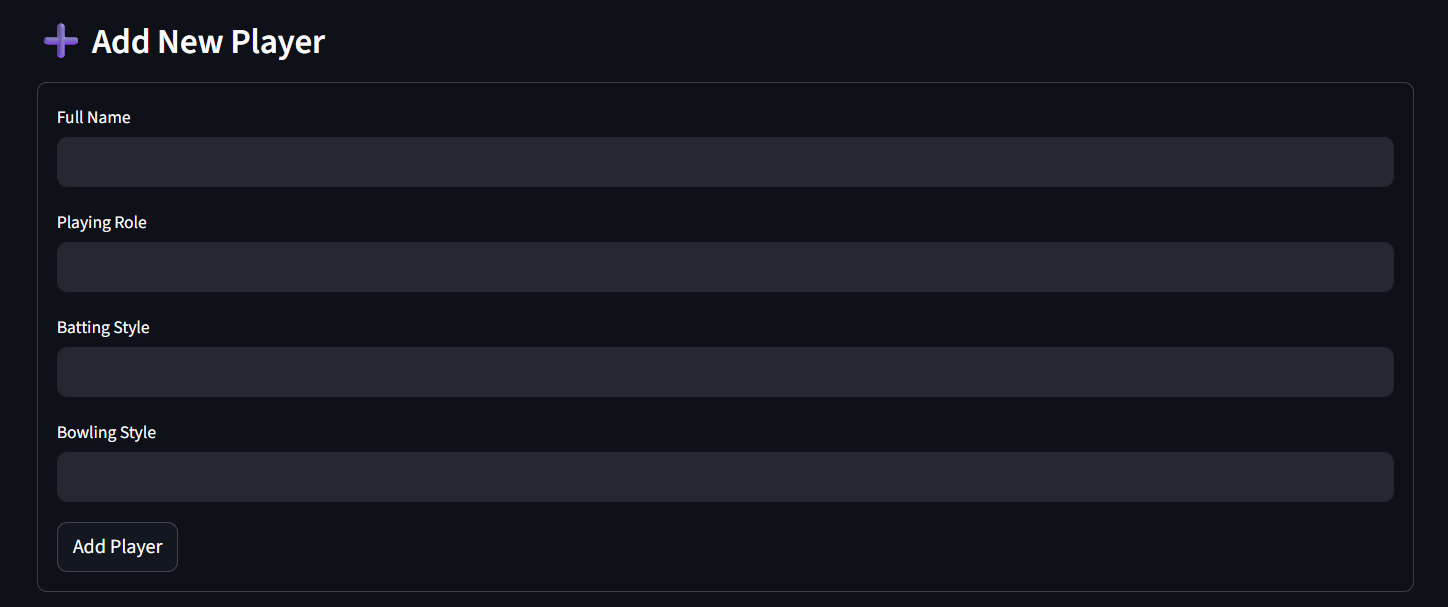 Add New Player
Full Name
Playing Role
Batting Style
Bowling Style
Add Player